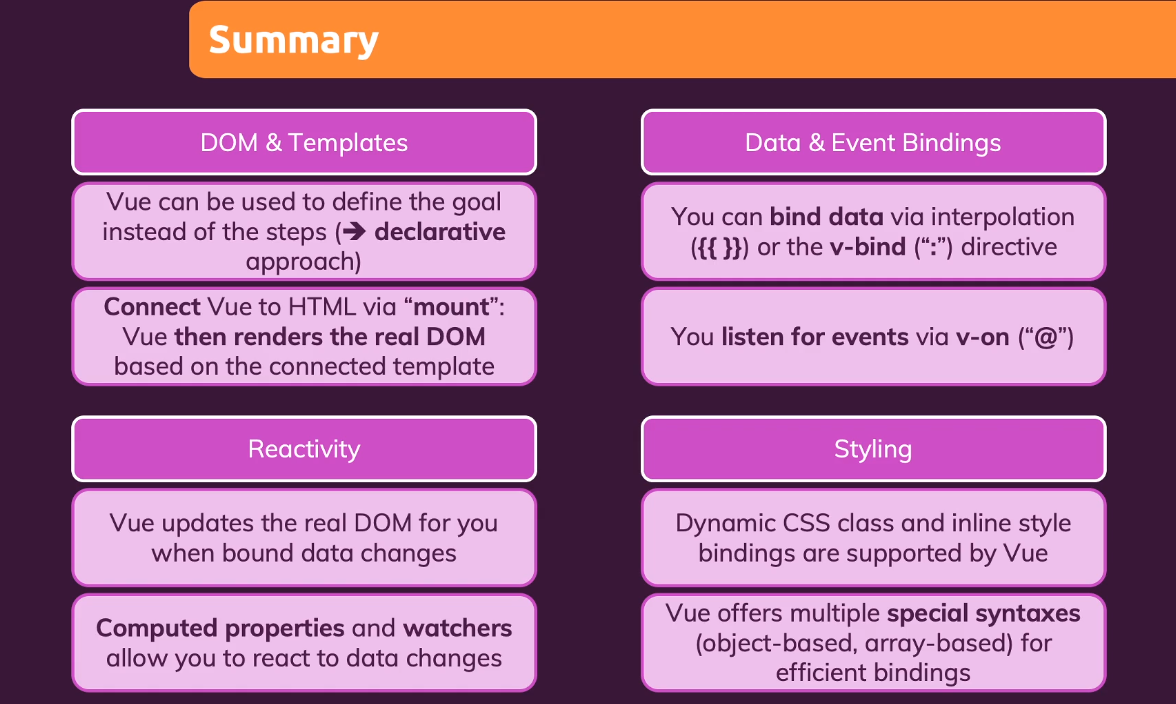 Summary
DOM & Templates
Vue can be used to define the goal
instead of the steps (➔ declarative
approach)
Connect Vue to HTML via “mount”:
Vue then renders the real DOM
based on the connected template
Data & Event Bindings
You can bind data via interpolation
({{ }}) or the v-bind (“:”) directive
You listen for events via v-on (“@”)
Reactivity
Vue updates the real DOM for you
when bound data changes
Computed properties and watchers
allow you to react to data changes
Styling
Dynamic CSS class and inline style
bindings are supported by Vue
Vue offers multiple special syntaxes
(object-based, array-based) for
efficient bindings